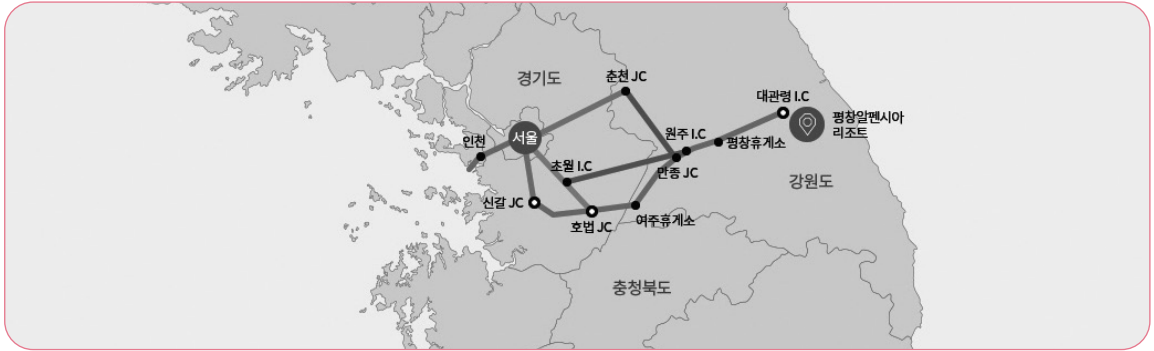 경기도
춘천 JC
대관령 I.C
평창알펜시아
리조트
인천
서울
원주 I.C
평창휴게소
초월 I.C
만종 JC
강원도
신갈 JC
호법 JC
여주휴게소
충청북도